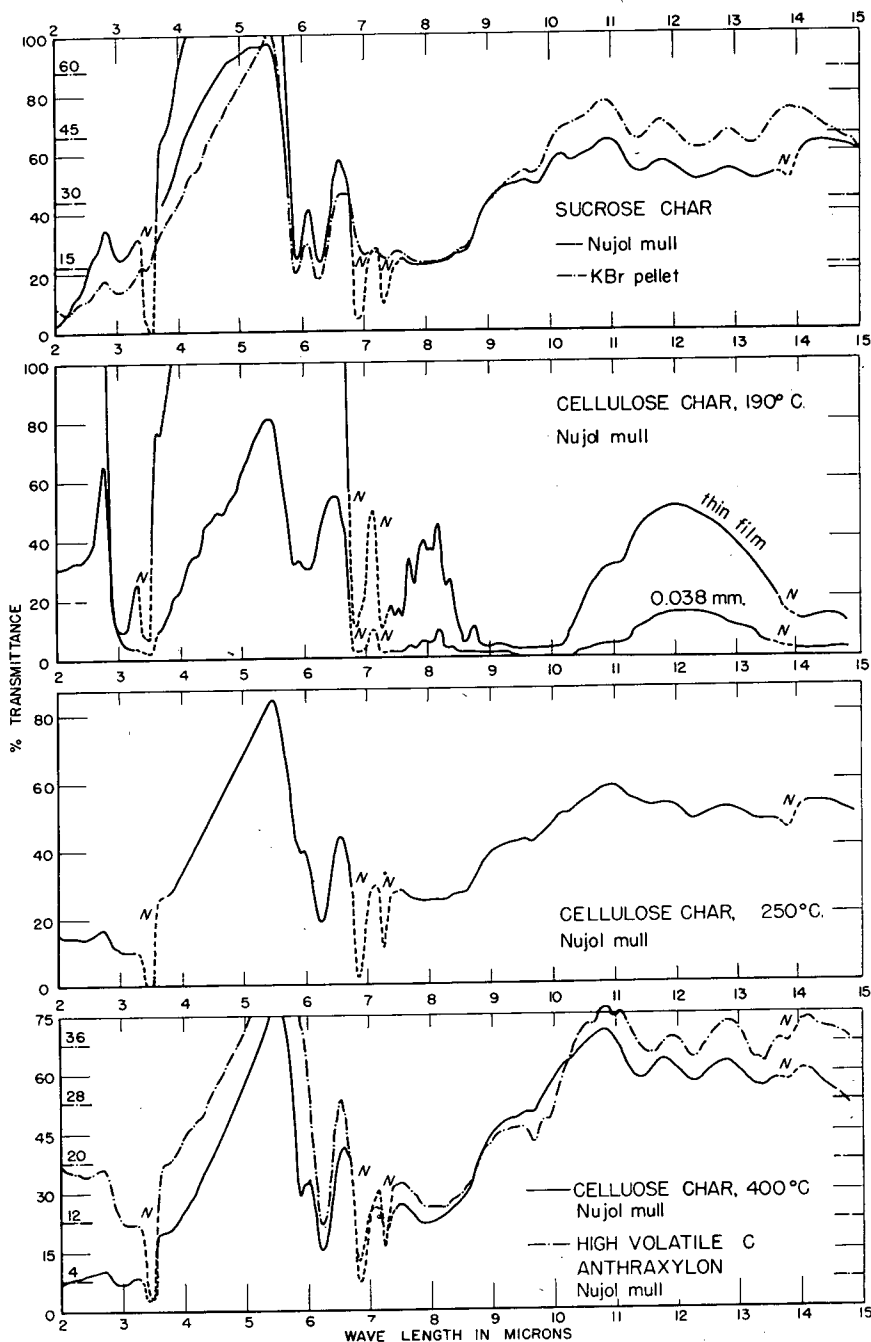 2 3 4 5 6 7 8 9 10 11 12 13 14 15
100
60
80
45
60
30
40
15
20
0
N
N
N
N
SUCROSE CHAR
Nujol mull
KBr pellet
2 3 4 5 6 7 8 9 10 11 12 13 14 15
100
80
60
40
20
0
N
N
N
N
N
N
CELLULOSE CHAR, 190° C.
Nujol mull
thin film
0.038 mm.
2 3 4 5 6 7 8 9 10 11 12 13 14 15
% TRANSMITTANCE
80
60
40
20
0
N
N
N
N
CELLULOSE CHAR, 250°C.
Nujol mull
2 3 4 5 6 7 8 9 10 11 12 13 14 15
75
36
60
28
45
20
30
12
15
4
0
N
N
N
N
N
CELLUOSE CHAR, 400°C
Nujol mull
HIGH VOLATILE C
ANTHRAXYLON
Nujol mull
2 3 4 5 6 7 8 9 10 11 12 13 14 15
WAVE LENGTH IN MICRONS